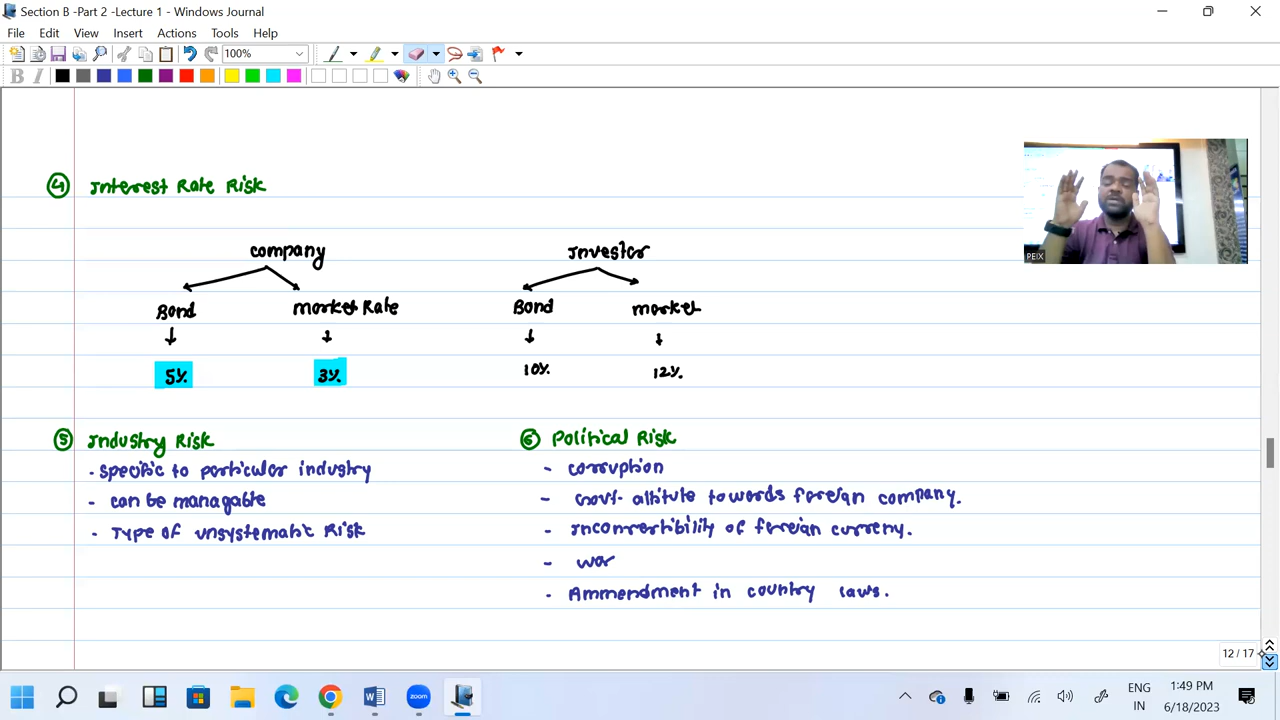 Section B -Part 2 -Lecture 1 - Windows Journal
File Edit View Insert Actions Tools Help
100%
B I
4 Interest Rate Risk
company Investor
Bond market Rate Bond market
5% 3% 10% 12%
PEIX
5 Industry Risk
- Specific to particular industry
- can be managable
- Type of unsystematic Risk
6 Political Risk
- corruption
- Govt. attitute towards foreign company.
- Inconvertibility of foreign currency.
- war
- Ammendment in country laws.
12 / 17
zoom
ENG
IN
1:49 PM
6/18/2023